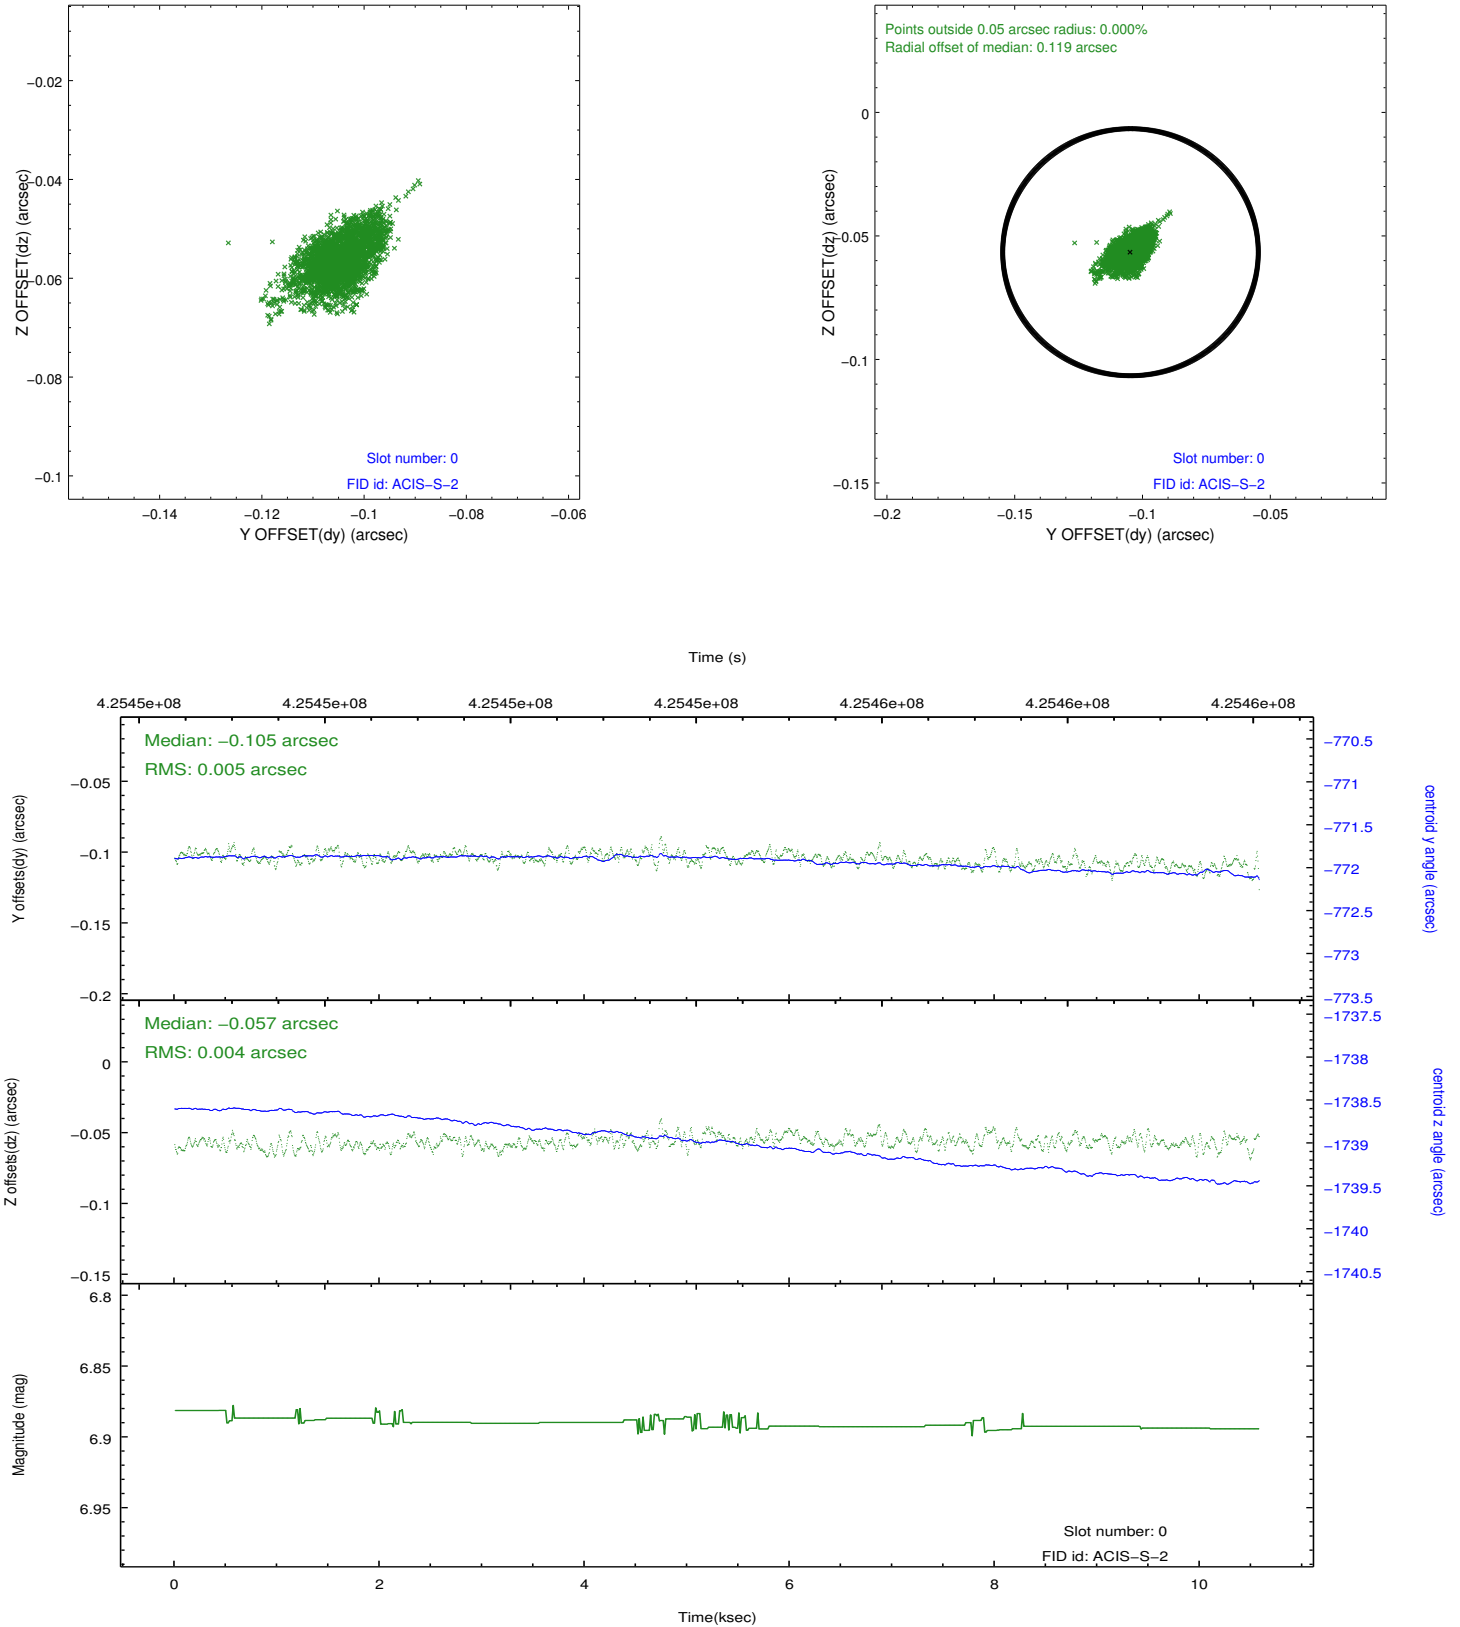 −0.02
−0.04
−0.06
−0.08
−0.1
Z OFFSET(dz) (arcsec)
Slot number: 0
FID id: ACIS−S−2
−0.14
−0.12
−0.1
−0.08
−0.06
Y OFFSET(dy) (arcsec)
Points outside 0.05 arcsec radius: 0.000%
Radial offset of median: 0.119 arcsec
0
−0.05
−0.1
−0.15
Z OFFSET(dz) (arcsec)
Slot number: 0
FID id: ACIS−S−2
−0.2
−0.15
−0.1
−0.05
Y OFFSET(dy) (arcsec)
Time (s)
4.2545e+08
4.2545e+08
4.2545e+08
4.2545e+08
4.2546e+08
4.2546e+08
4.2546e+08
Median: −0.105 arcsec
RMS: 0.005 arcsec
−0.05
−0.1
−0.15
−0.2
Y offsets(dy) (arcsec)
−770.5
−771
−771.5
−772
−772.5
−773
−773.5
centroid y angle (arcsec)
Median: −0.057 arcsec
RMS: 0.004 arcsec
0
−0.05
−0.1
−0.15
Z offsets(dz) (arcsec)
−1737.5
−1738
−1738.5
−1739
−1739.5
−1740
−1740.5
centroid z angle (arcsec)
6.8
6.85
6.9
6.95
Magnitude (mag)
Slot number: 0
FID id: ACIS−S−2
0
2
4
6
8
10
Time(ksec)